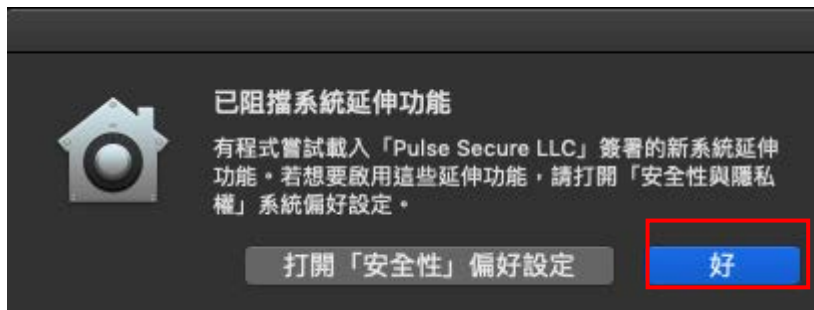 已阻擋系統延伸功能
有程式嘗試載入「Pulse Secure LLC」簽署的新系統延伸
功能。若想要啟用這些延伸功能，請打開「安全性與隱私
權」系統偏好設定。
打開「安全性」偏好設定
好